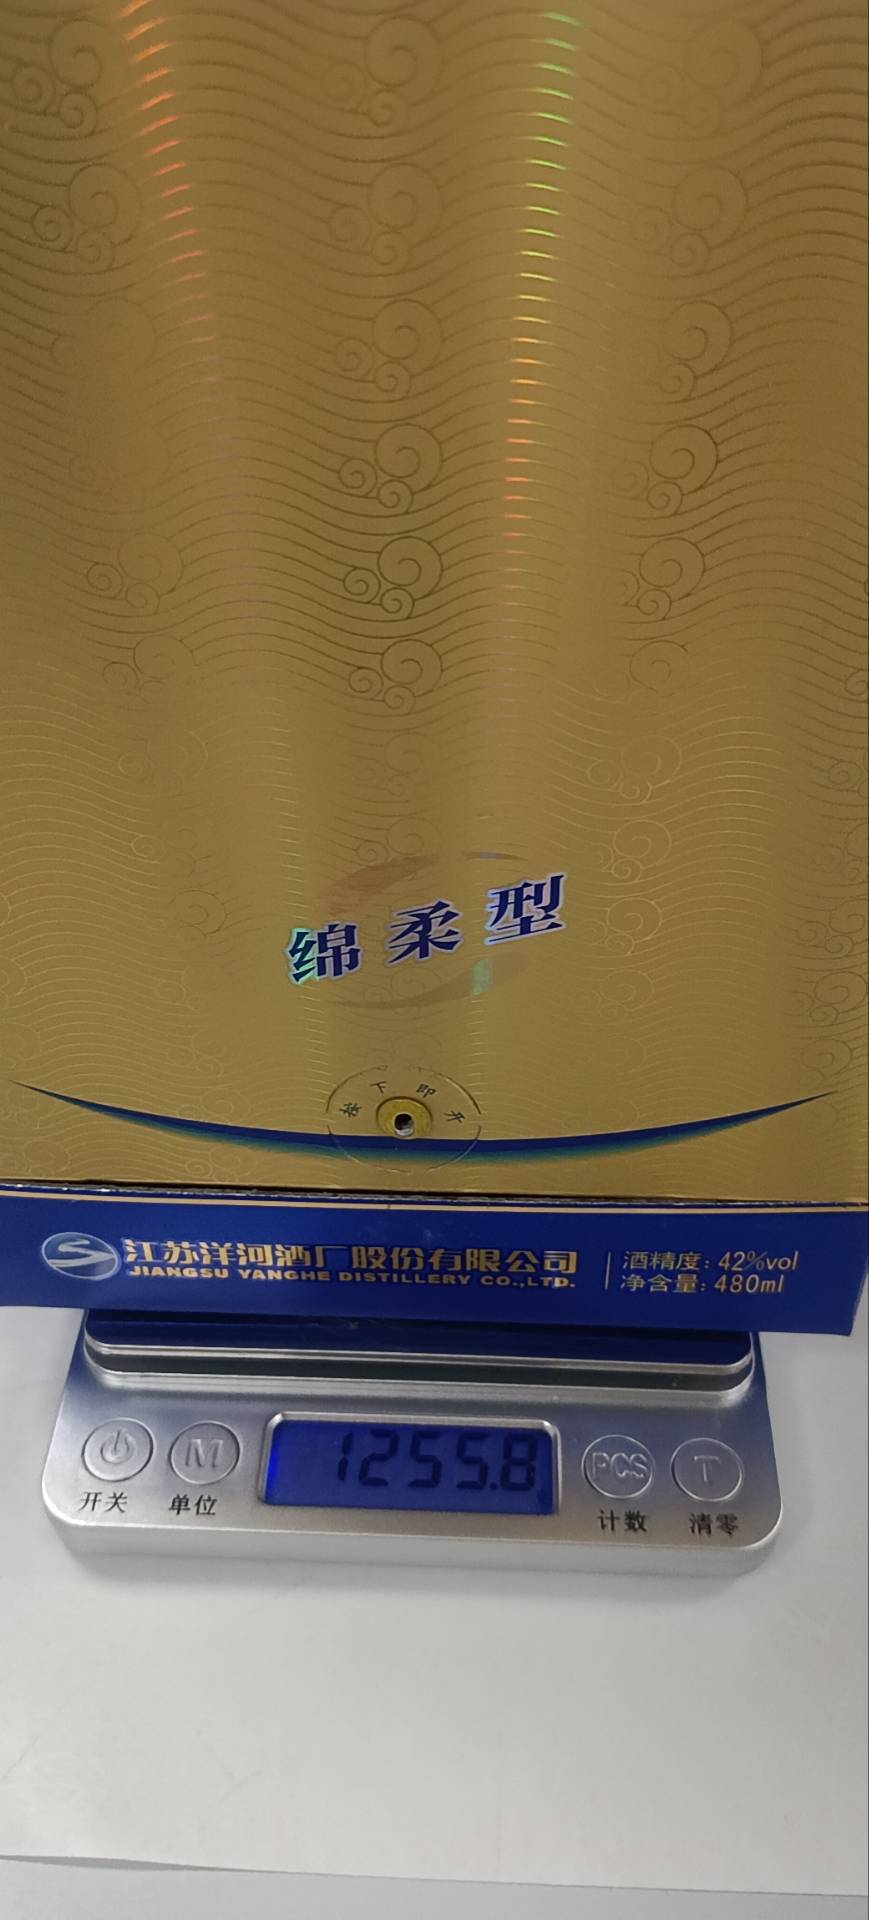 绵柔型
按下即开
江苏洋河酒厂股份有限公司
JIANGSU YANGHE DISTILLERY CO.,LTD.
酒精度：42%vol
净含量：480ml
1255.8
M
PCS
T
开关
单位
计数
清零